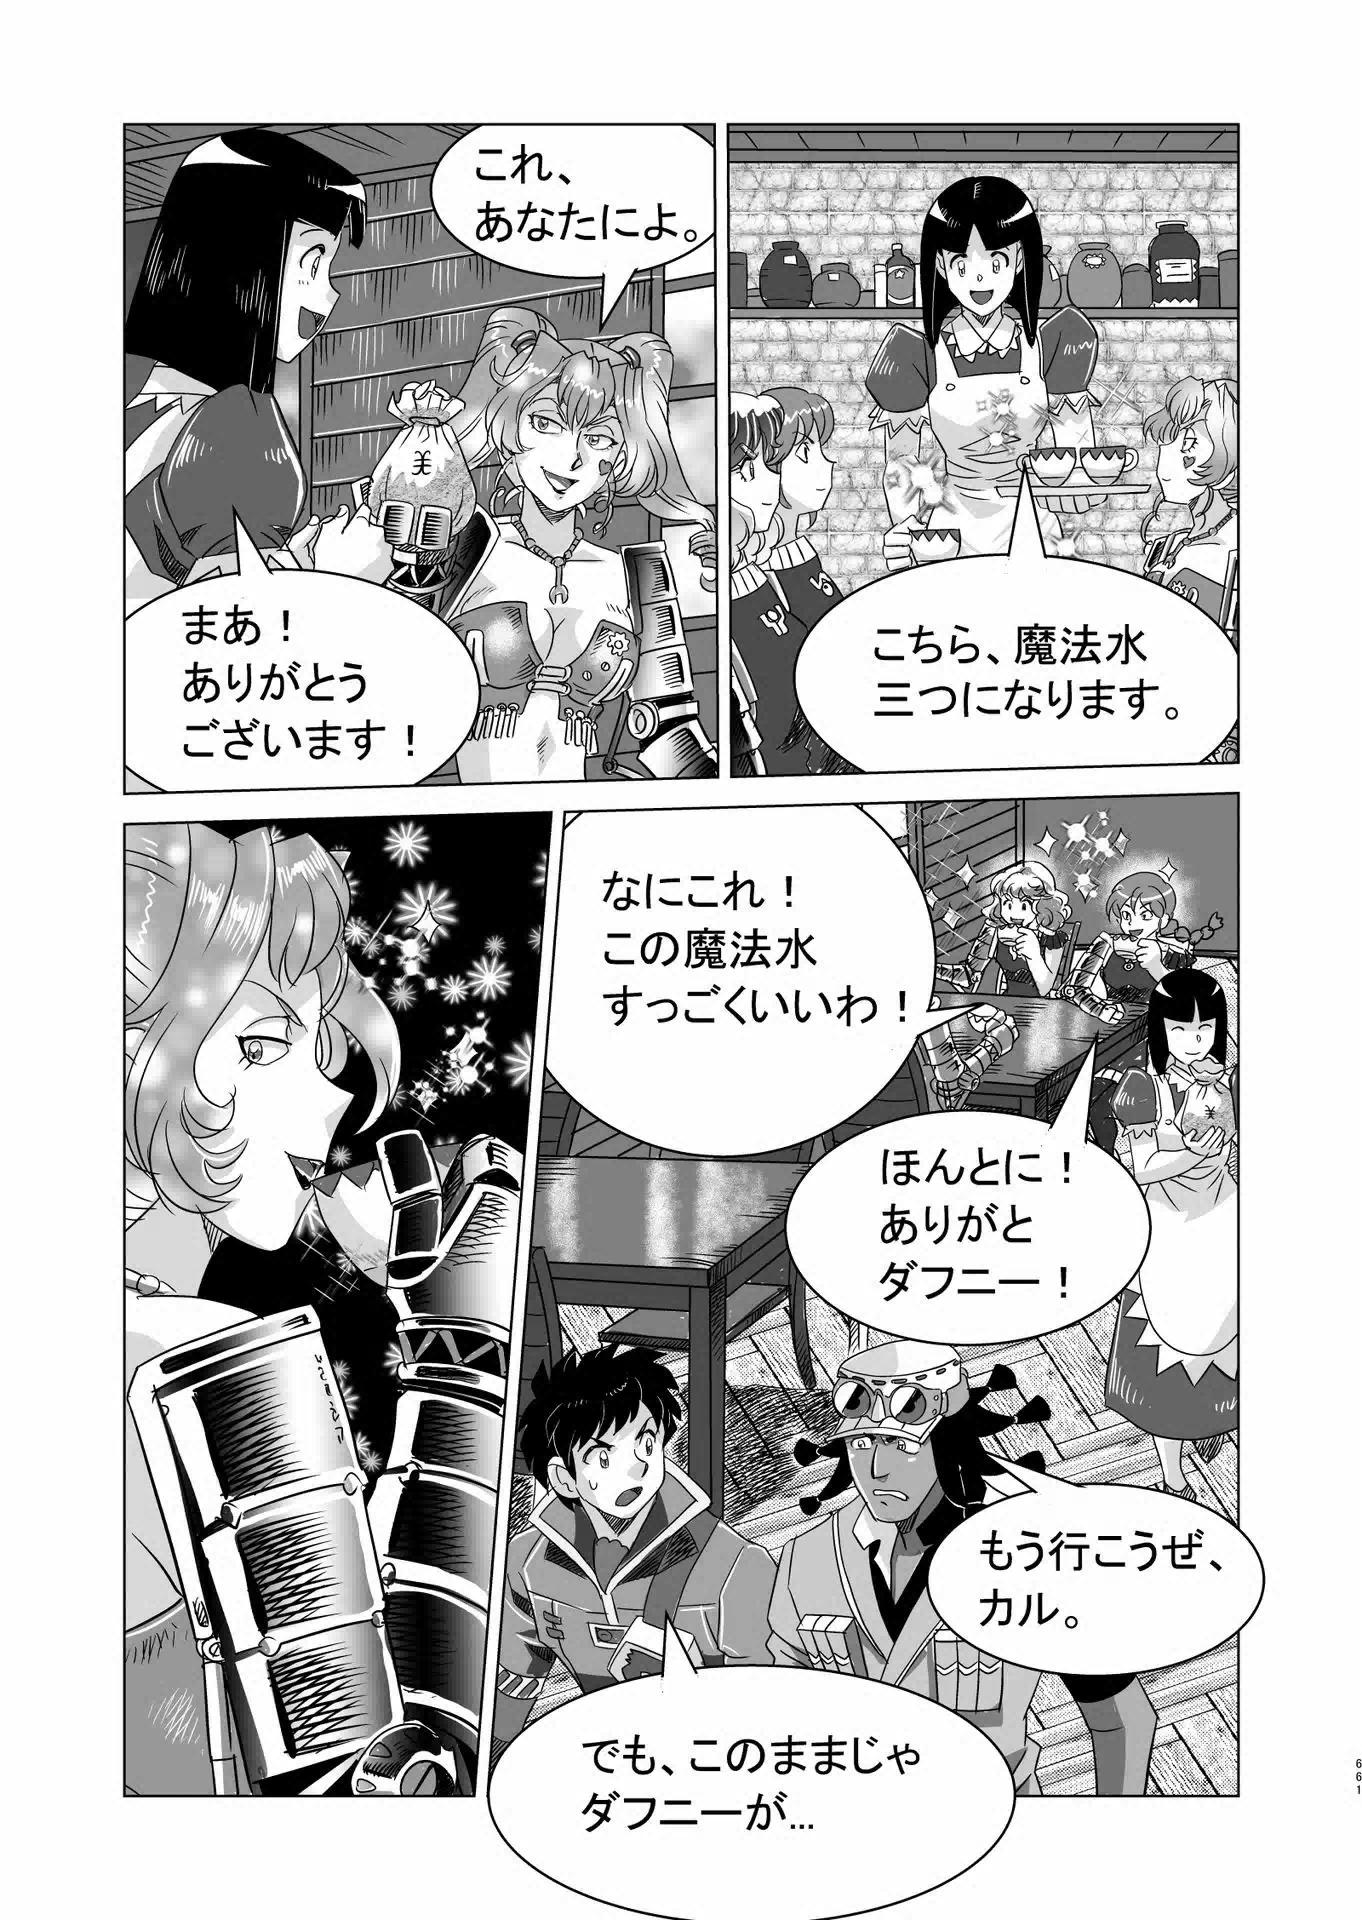 こちら、魔法水
三つになります。
これ、
あなたによ。
まあ！
ありがとう
ございます！
なにこれ！
この魔法水
すっごくいいわ！
ほんとに！
ありがと
ダフニー！
もう行こうぜ、
カル。
でも、このままじゃ
ダフニーが...
661